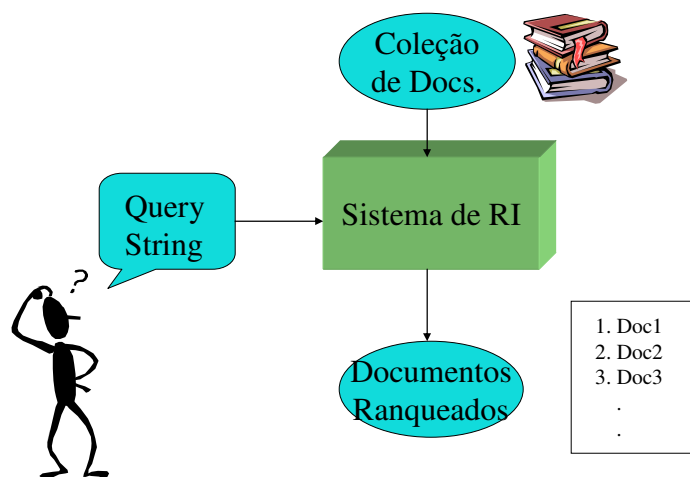 Coleção
de Docs.
Query
String
Sistema de RI
?
Documentos
Ranqueados
1. Doc1
2. Doc2
3. Doc3
.
.